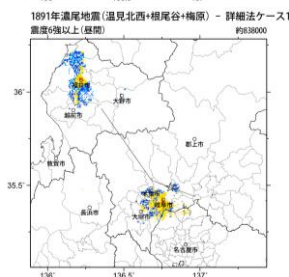 1891年濃尾地震(温見北西+根尾谷+梅原) - 詳細法ケース1
震度6強以上(昼間) 約838000
36°
大野市
越前市
郡上市
敦賀市
35.5°
長浜市
岐阜市
大垣市
名古屋市
136° 136.5° 137°